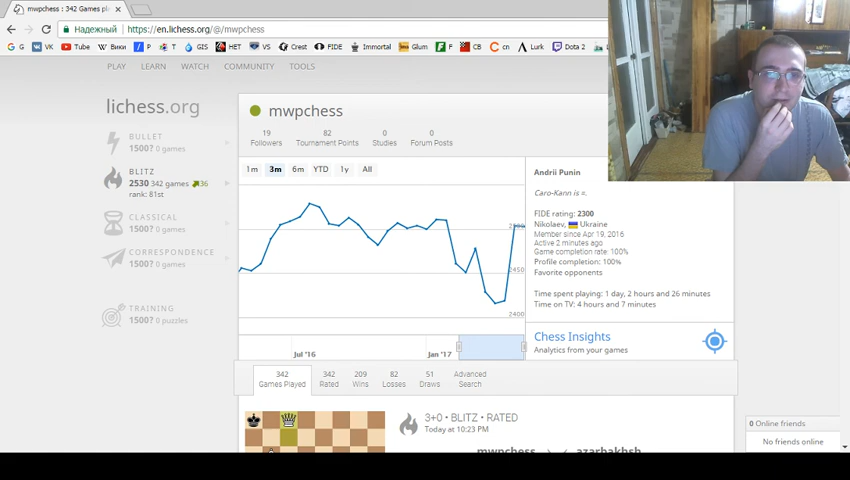 mwpchess : 342 Games pl
Надежный https://en.lichess.org/@/mwpchess
G VK Tube Вики P T GIS НЕТ VS Crest FIDE Immortal Glum F CB cn Lurk Dota 2
PLAY LEARN WATCH COMMUNITY TOOLS
lichess.org
BULLET
1500? 0 games
BLITZ
2530 342 games 36
rank: 81st
CLASSICAL
1500? 0 games
CORRESPONDENCE
1500? 0 games
TRAINING
1500? 0 puzzles
mwpchess
19 82 0 0
Followers Tournament Points Studies Forum Posts
1m 3m 6m YTD 1y All
2500
2450
2400
Jul '16 Jan '17
Andrii Punin
Caro-Kann is =.
FIDE rating: 2300
Nikolaev, Ukraine
Member since Apr 19, 2016
Active 2 minutes ago
Game completion rate: 100%
Profile completion: 100%
Favorite opponents
Time spent playing: 1 day, 2 hours and 26 minutes
Time on TV: 4 hours and 7 minutes
Chess Insights
Analytics from your games
342 342 209 82 51 Advanced
Games Played Rated Wins Losses Draws Search
3+0 • BLITZ • RATED
Today at 10:23 PM
mwpchess azarbakhsh
0 Online friends
No friends online